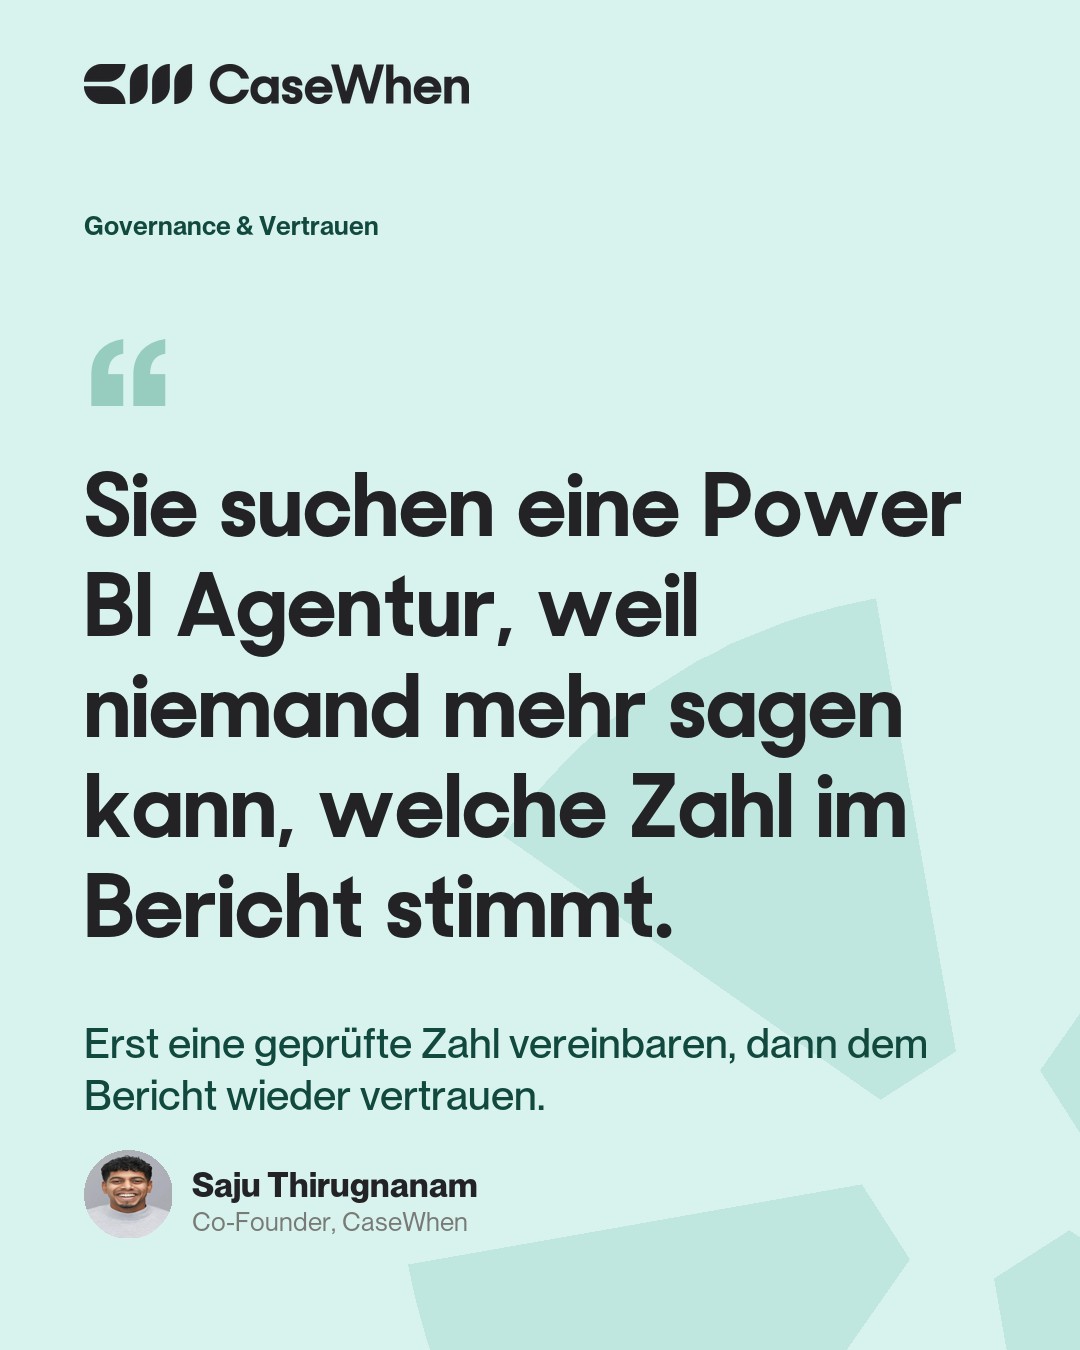 CaseWhen
Governance & Vertrauen
“
Sie suchen eine Power
BI Agentur, weil
niemand mehr sagen
kann, welche Zahl im
Bericht stimmt.
Erst eine geprüfte Zahl vereinbaren, dann dem
Bericht wieder vertrauen.
Saju Thirugnanam
Co-Founder, CaseWhen